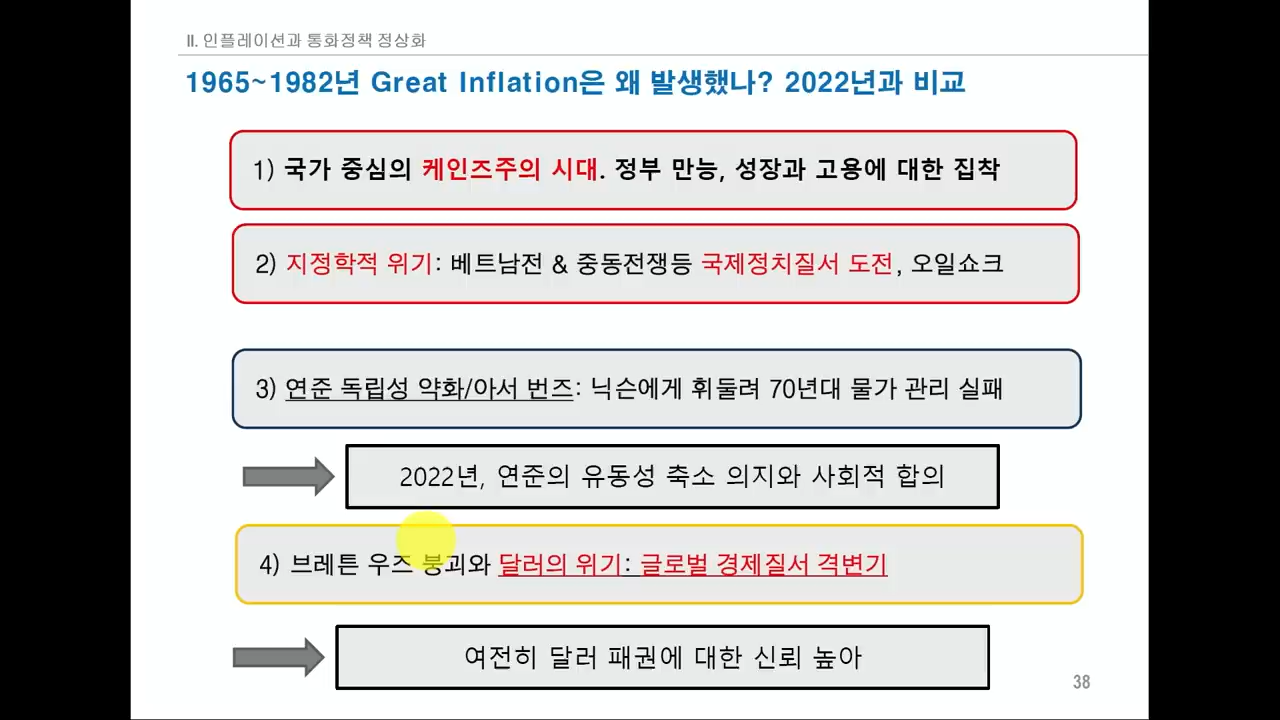 II. 인플레이션과 통화정책 정상화
1965~1982년 Great Inflation은 왜 발생했나? 2022년과 비교
1) 국가 중심의 케인즈주의 시대. 정부 만능, 성장과 고용에 대한 집착
2) 지정학적 위기: 베트남전 & 중동전쟁등 국제정치질서 도전, 오일쇼크
3) 연준 독립성 약화/아서 번즈: 닉슨에게 휘둘려 70년대 물가 관리 실패
2022년, 연준의 유동성 축소 의지와 사회적 합의
4) 브레튼 우즈 붕괴와 달러의 위기: 글로벌 경제질서 격변기
여전히 달러 패권에 대한 신뢰 높아
38